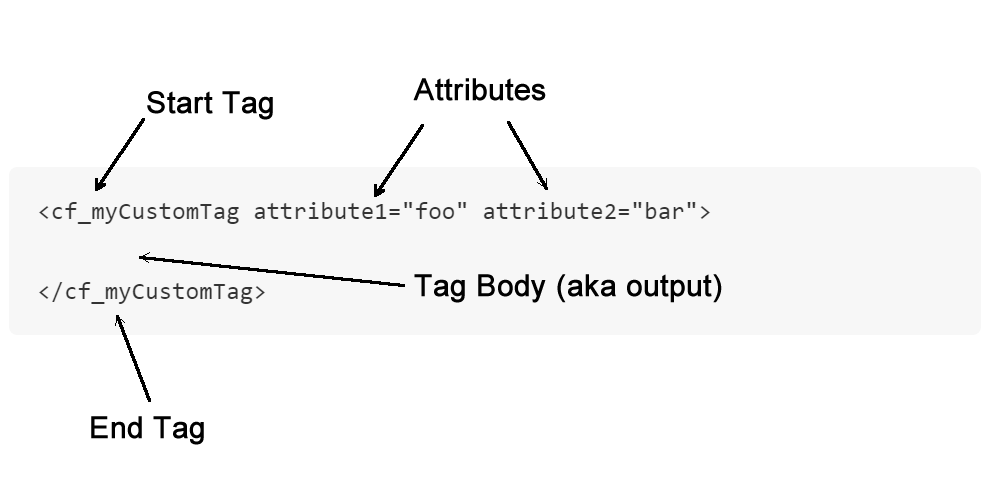 Start Tag
Attributes
<cf_myCustomTag attribute1="foo" attribute2="bar">
Tag Body (aka output)
</cf_myCustomTag>
End Tag